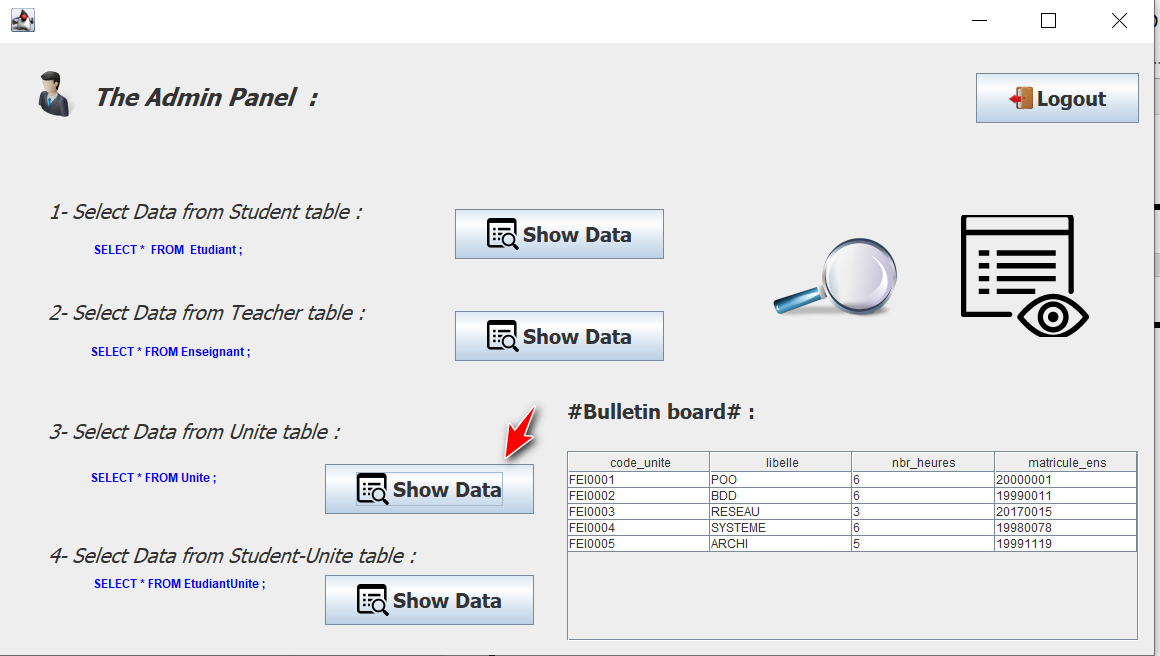 The Admin Panel :
Logout
1- Select Data from Student table :
SELECT * FROM Etudiant ;
Show Data
2- Select Data from Teacher table :
SELECT * FROM Enseignant ;
Show Data
3- Select Data from Unite table :
SELECT * FROM Unite ;
Show Data
4- Select Data from Student-Unite table :
SELECT * FROM EtudiantUnite ;
Show Data
#Bulletin board# :
code_unite libelle nbr_heures matricule_ens
FEI0001 POO 6 20000001
FEI0002 BDD 6 19990011
FEI0003 RESEAU 3 20170015
FEI0004 SYSTEME 6 19980078
FEI0005 ARCHI 5 19991119